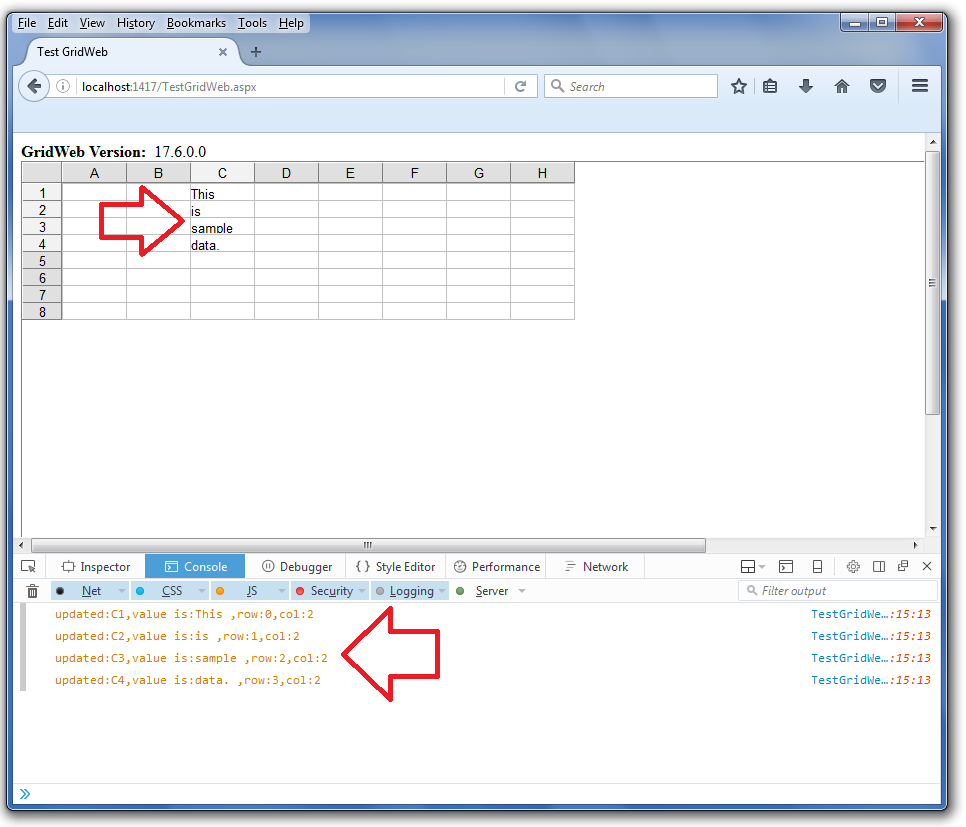 File Edit View History Bookmarks Tools Help
Test GridWeb
localhost:1417/TestGridWeb.aspx Search
GridWeb Version: 17.6.0.0
A B C D E F G H
1 This
2 is
3 sample
4 data.
5
6
7
8
Inspector Console Debugger { } Style Editor Performance Network
Net CSS JS Security Logging Server Filter output
updated:C1,value is:This ,row:0,col:2 TestGridWe…:15:13
updated:C2,value is:is ,row:1,col:2 TestGridWe…:15:13
updated:C3,value is:sample ,row:2,col:2 TestGridWe…:15:13
updated:C4,value is:data. ,row:3,col:2 TestGridWe…:15:13